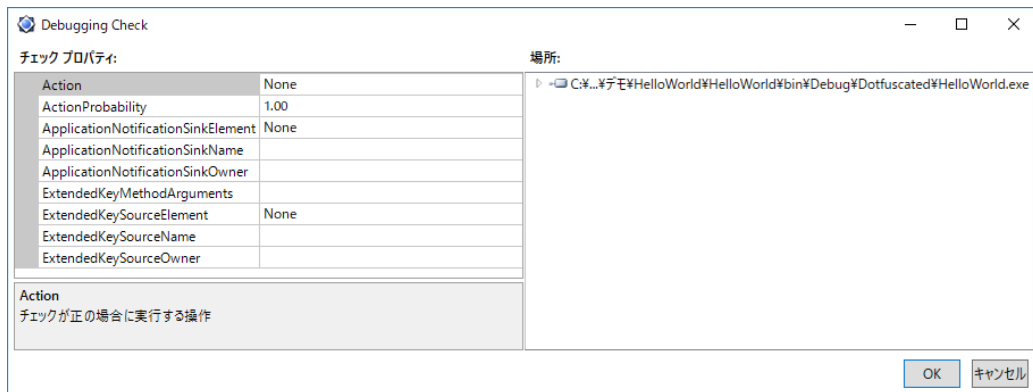 Debugging Check
チェック プロパティ:
Action None
ActionProbability 1.00
ApplicationNotificationSinkElement None
ApplicationNotificationSinkName
ApplicationNotificationSinkOwner
ExtendedKeyMethodArguments
ExtendedKeySourceElement None
ExtendedKeySourceName
ExtendedKeySourceOwner
Action
チェックが正の場合に実行する操作
場所:
C:¥...¥デモ¥HelloWorld¥HelloWorld¥bin¥Debug¥Dotfuscated¥HelloWorld.exe
OK キャンセル